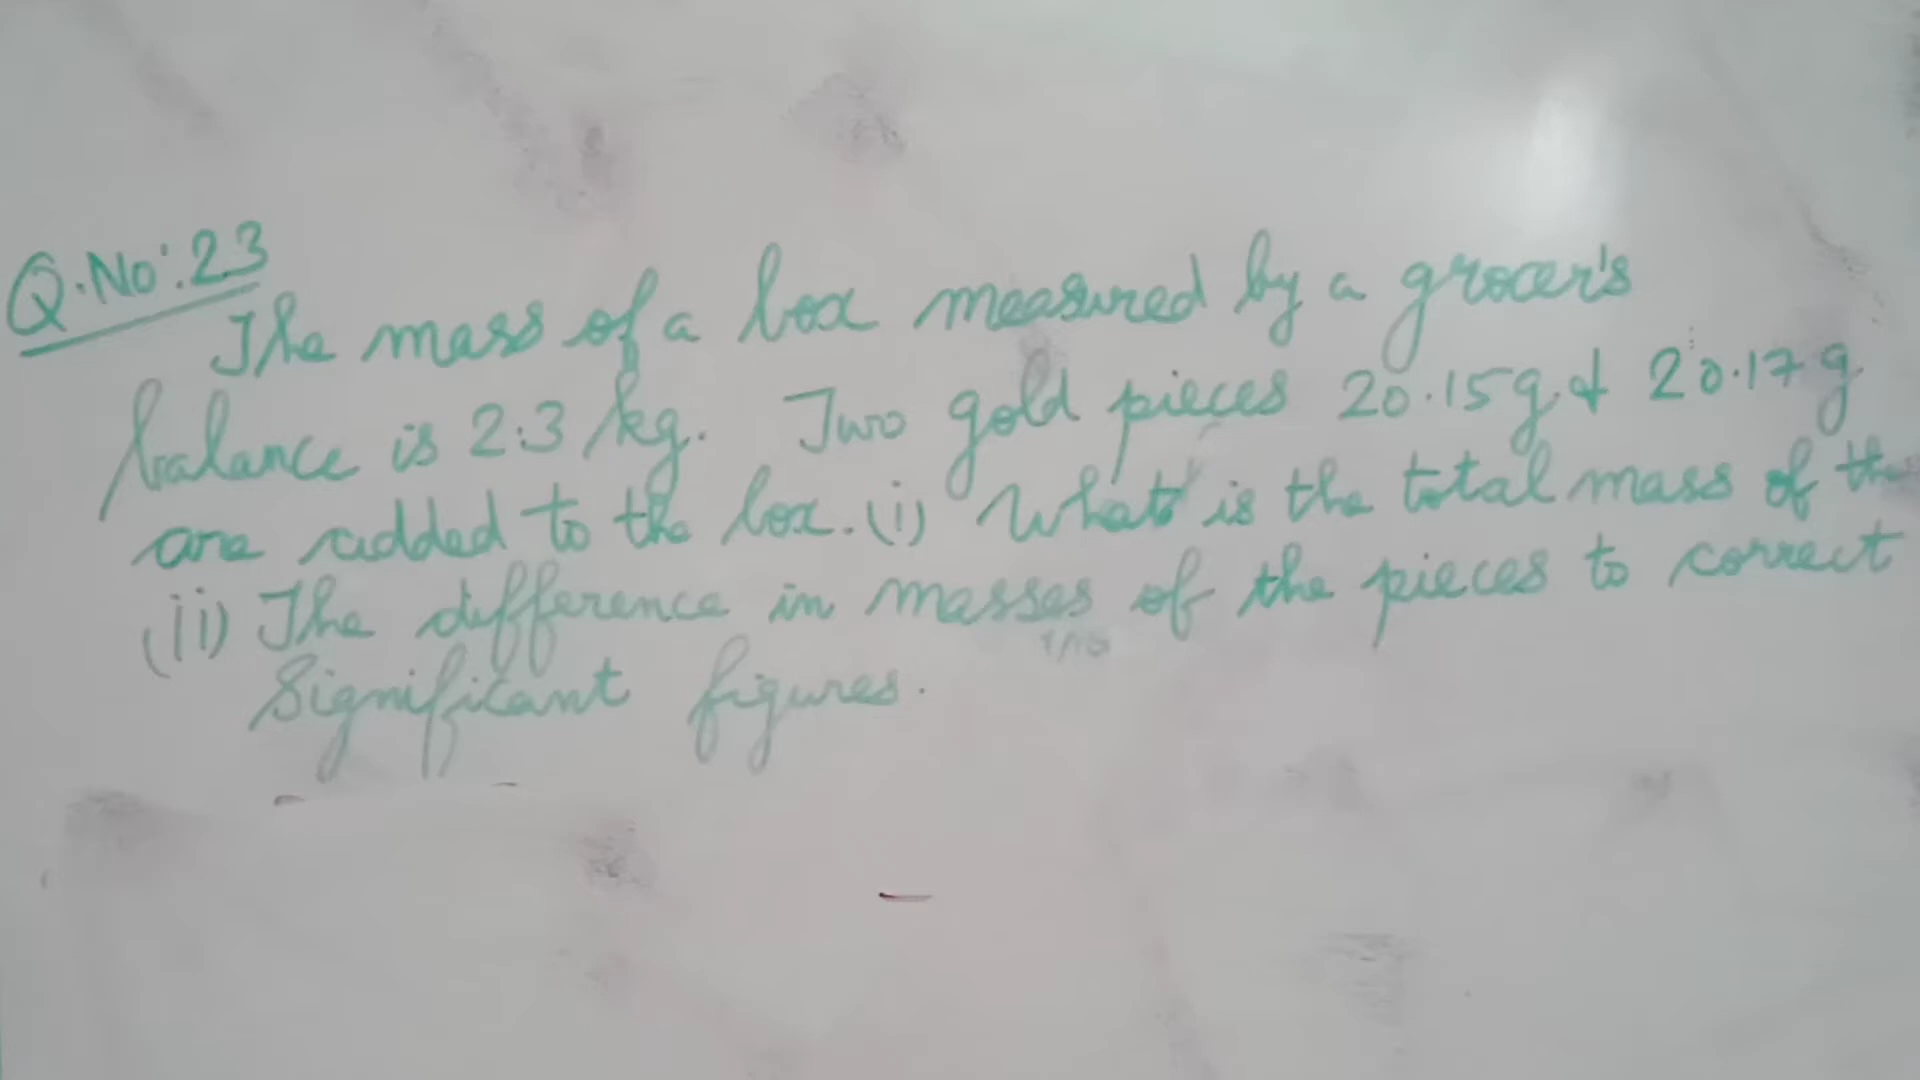 Q.No:23
The mass of a box measured by a grocer's
balance is 2.3 kg. Two gold pieces 20.15g & 20.17g
are added to the box. (i) What is the total mass of the
(ii) The difference in masses of the pieces to correct
Significant figures.